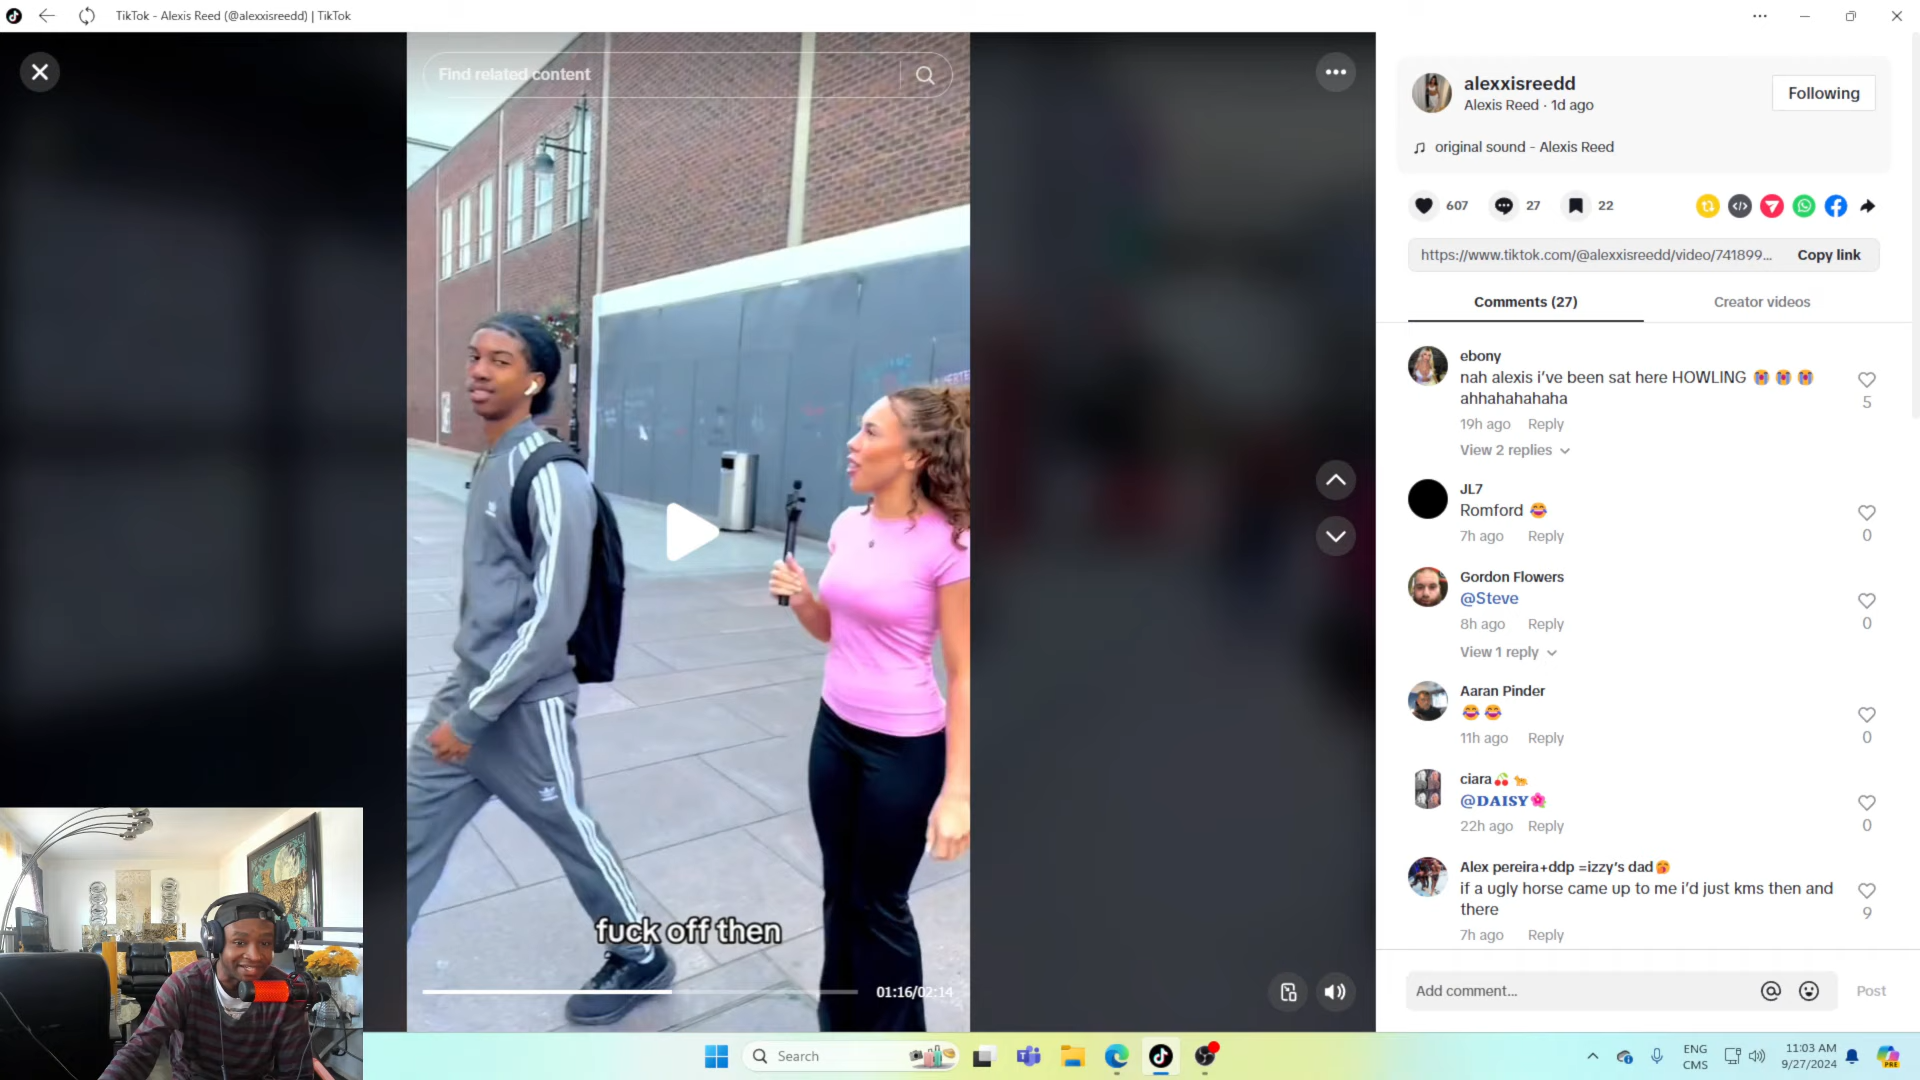 TikTok - Alexis Reed (@alexxisreedd) | TikTok
Find related content
fuck off then
01:16/02:14
alexxisreedd
Alexis Reed · 1d ago
Following
original sound - Alexis Reed
607
27
22
https://www.tiktok.com/@alexxisreedd/video/741899...
Copy link
Comments (27)
Creator videos
ebony
nah alexis i've been sat here HOWLING 😭 😭 😭
ahhahahahaha
5
19h ago Reply
View 2 replies
JL7
Romford 😂
0
7h ago Reply
Gordon Flowers
@Steve
0
8h ago Reply
View 1 reply
Aaran Pinder
😂 😂
0
11h ago Reply
ciara🍒 🐆
@𝐃𝐀𝐈𝐒𝐘🌺
0
22h ago Reply
Alex pereira+ddp =izzy's dad🥱
if a ugly horse came up to me i'd just kms then and
there
9
7h ago Reply
Add comment...
Post
Search
ENG
CMS
11:03 AM
9/27/2024
PRE